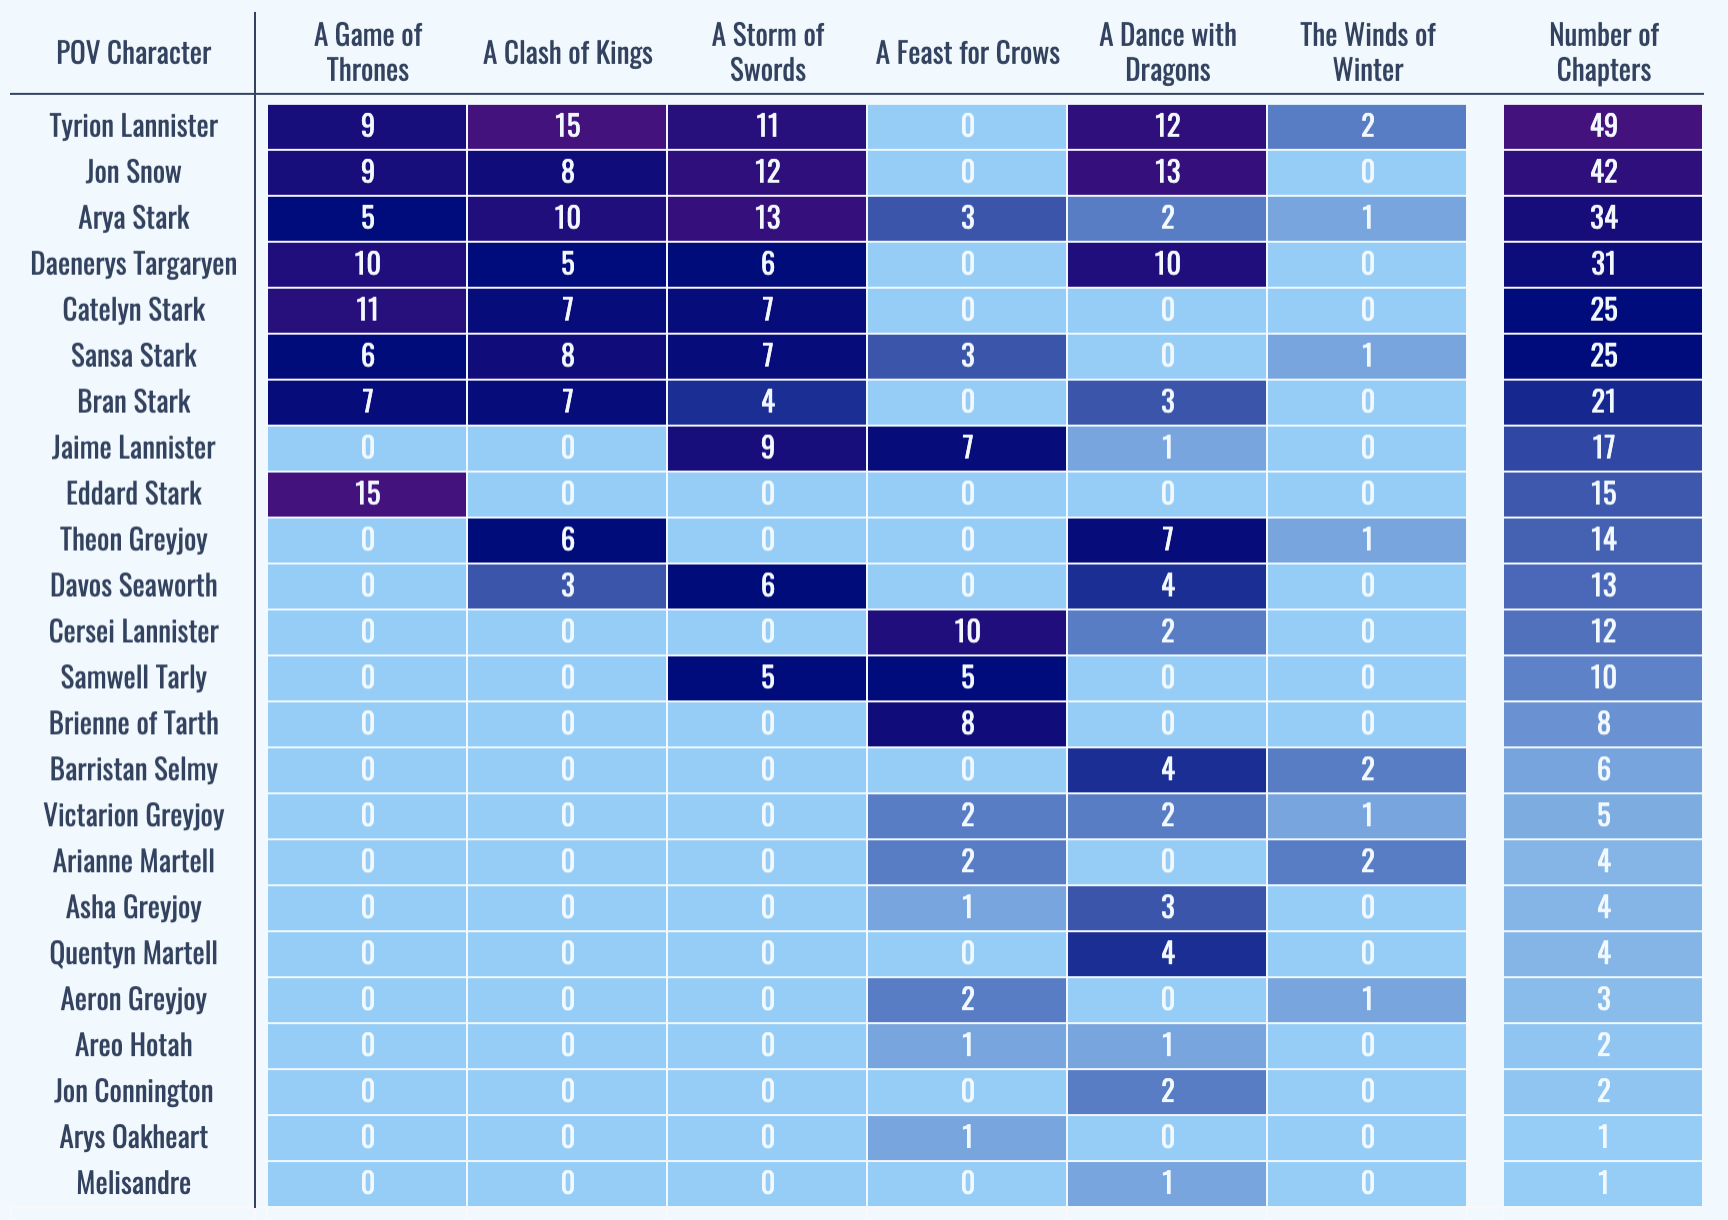 POV Character A Game of Thrones A Clash of Kings A Storm of Swords A Feast for Crows A Dance with Dragons The Winds of Winter Number of Chapters
Tyrion Lannister 9 15 11 0 12 2 49
Jon Snow 9 8 12 0 13 0 42
Arya Stark 5 10 13 3 2 1 34
Daenerys Targaryen 10 5 6 0 10 0 31
Catelyn Stark 11 7 7 0 0 0 25
Sansa Stark 6 8 7 3 0 1 25
Bran Stark 7 7 4 0 3 0 21
Jaime Lannister 0 0 9 7 1 0 17
Eddard Stark 15 0 0 0 0 0 15
Theon Greyjoy 0 6 0 0 7 1 14
Davos Seaworth 0 3 6 0 4 0 13
Cersei Lannister 0 0 0 10 2 0 12
Samwell Tarly 0 0 5 5 0 0 10
Brienne of Tarth 0 0 0 8 0 0 8
Barristan Selmy 0 0 0 0 4 2 6
Victarion Greyjoy 0 0 0 2 2 1 5
Arianne Martell 0 0 0 2 0 2 4
Asha Greyjoy 0 0 0 1 3 0 4
Quentyn Martell 0 0 0 0 4 0 4
Aeron Greyjoy 0 0 0 2 0 1 3
Areo Hotah 0 0 0 1 1 0 2
Jon Connington 0 0 0 0 2 0 2
Arys Oakheart 0 0 0 1 0 0 1
Melisandre 0 0 0 0 1 0 1